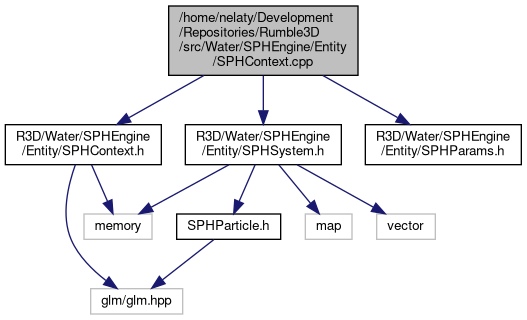 /home/nelaty/Development
/Repositories/Rumble3D
/src/Water/SPHEngine/Entity
/SPHContext.cpp
R3D/Water/SPHEngine
/Entity/SPHContext.h
R3D/Water/SPHEngine
/Entity/SPHSystem.h
R3D/Water/SPHEngine
/Entity/SPHParams.h
memory
SPHParticle.h
map
vector
glm/glm.hpp